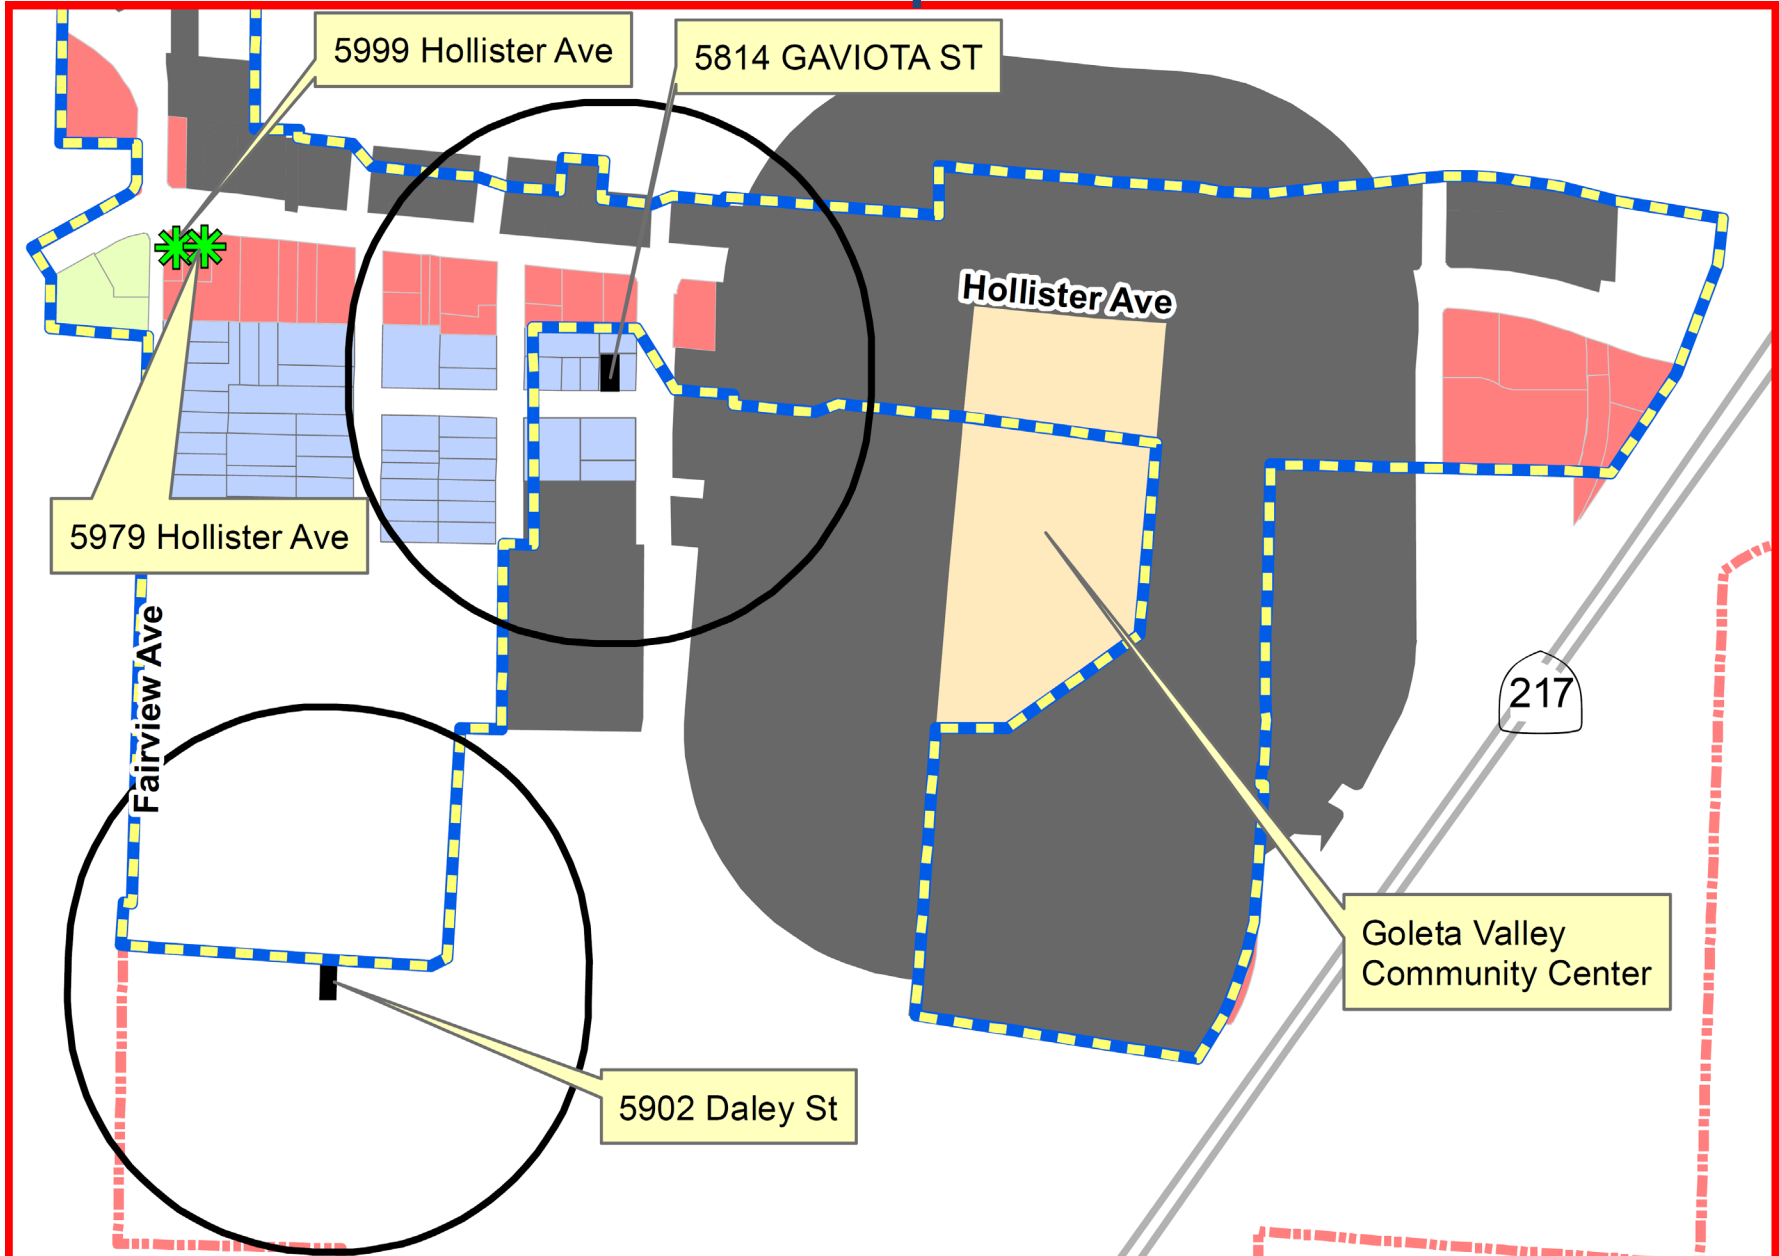 5999 Hollister Ave
5814 GAVIOTA ST
Hollister Ave
5979 Hollister Ave
Fairview Ave
217
Goleta Valley
Community Center
5902 Daley St